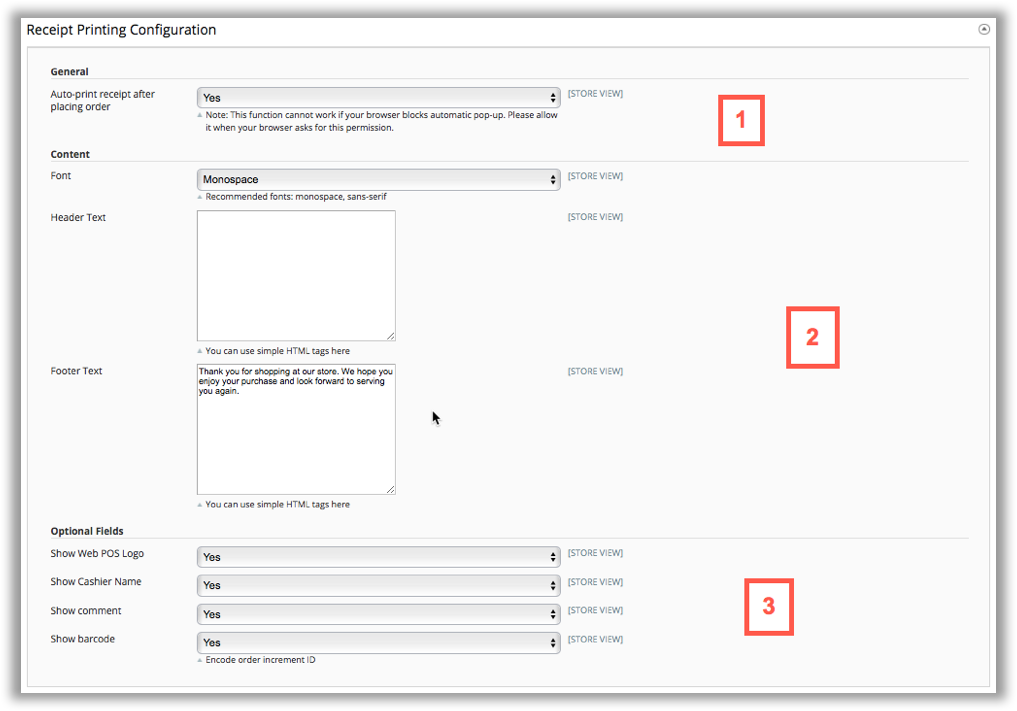 Receipt Printing Configuration
General
Auto-print receipt after
placing order
Yes
[STORE VIEW]
Note: This function cannot work if your browser blocks automatic pop-up. Please allow
it when your browser asks for this permission.
1
Content
Font
Monospace
[STORE VIEW]
Recommended fonts: monospace, sans-serif
Header Text
[STORE VIEW]
2
You can use simple HTML tags here
Footer Text
Thank you for shopping at our store. We hope you
enjoy your purchase and look forward to serving
you again.
[STORE VIEW]
You can use simple HTML tags here
Optional Fields
Show Web POS Logo
Yes
[STORE VIEW]
Show Cashier Name
Yes
[STORE VIEW]
3
Show comment
Yes
[STORE VIEW]
Show barcode
Yes
[STORE VIEW]
Encode order increment ID